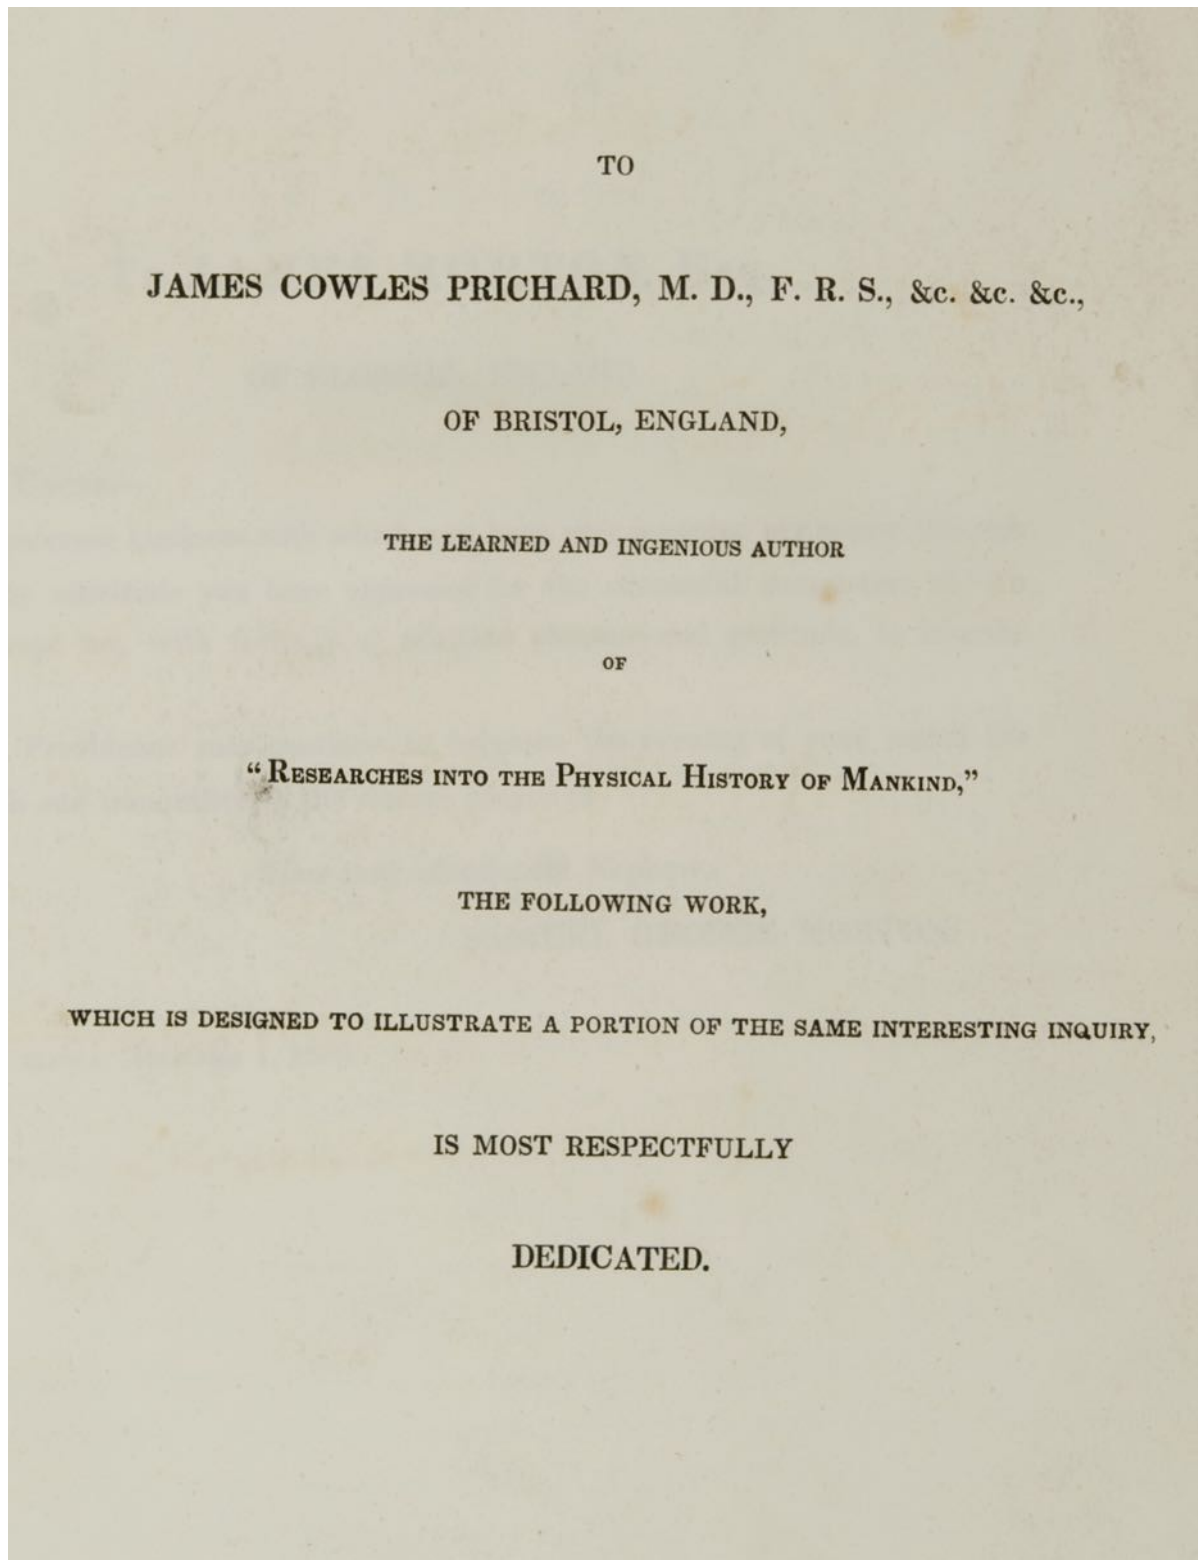 TO
JAMES COWLES PRICHARD, M. D., F. R. S., &c. &c. &c.,
OF BRISTOL, ENGLAND,
THE LEARNED AND INGENIOUS AUTHOR
OF
“RESEARCHES INTO THE PHYSICAL HISTORY OF MANKIND,”
THE FOLLOWING WORK,
WHICH IS DESIGNED TO ILLUSTRATE A PORTION OF THE SAME INTERESTING INQUIRY,
IS MOST RESPECTFULLY
DEDICATED.